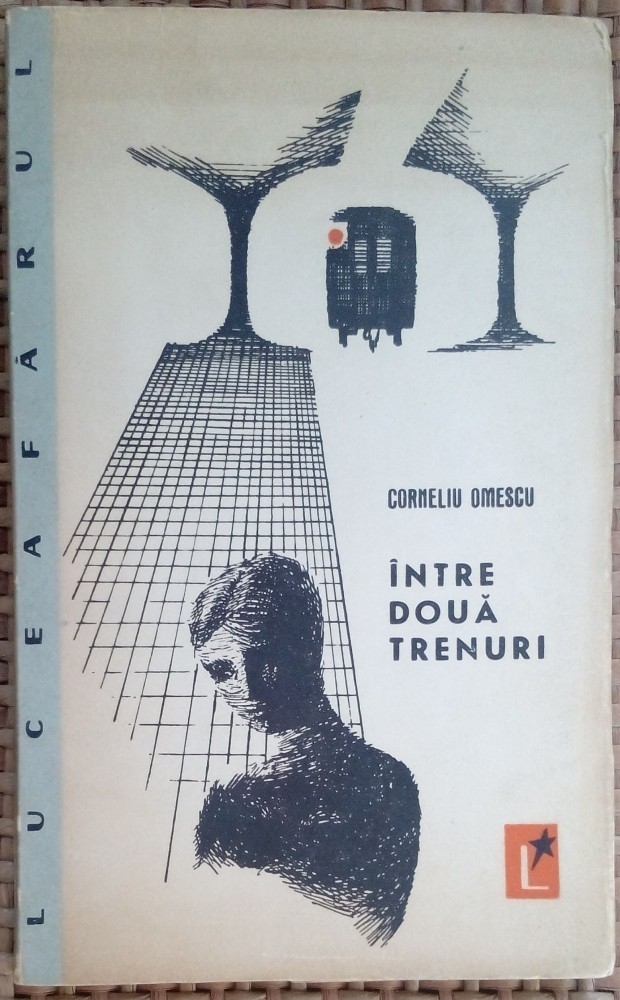 LUCEAFĂRUL
CORNELIU OMESCU
ÎNTRE
DOUĂ
TRENURI
L